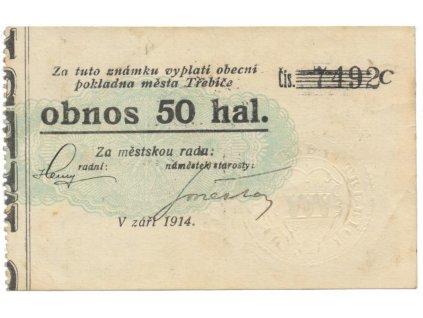 Za tuto známku vyplatí obecní
pokladna města Třebíče
Čís. 7492C
obnos 50 hal.
Za městskou radu:
radní: náměstek starosty:
V září 1914.